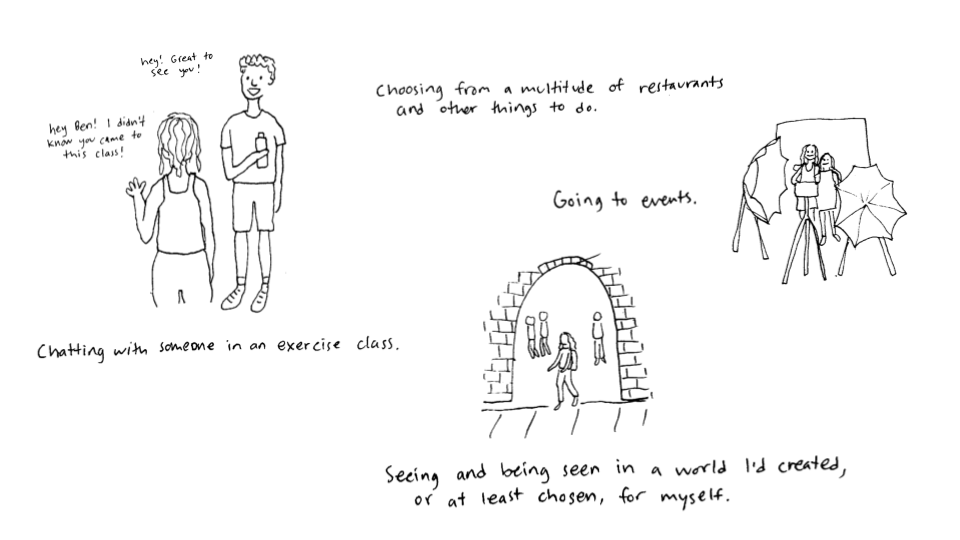 hey! Great to
see you!
hey Ben! I didn't
know you came to
this class!
Chatting with someone in an exercise class.
Choosing from a multitude of restaurants
and other things to do.
Going to events.
Seeing and being seen in a world I'd created,
or at least chosen, for myself.